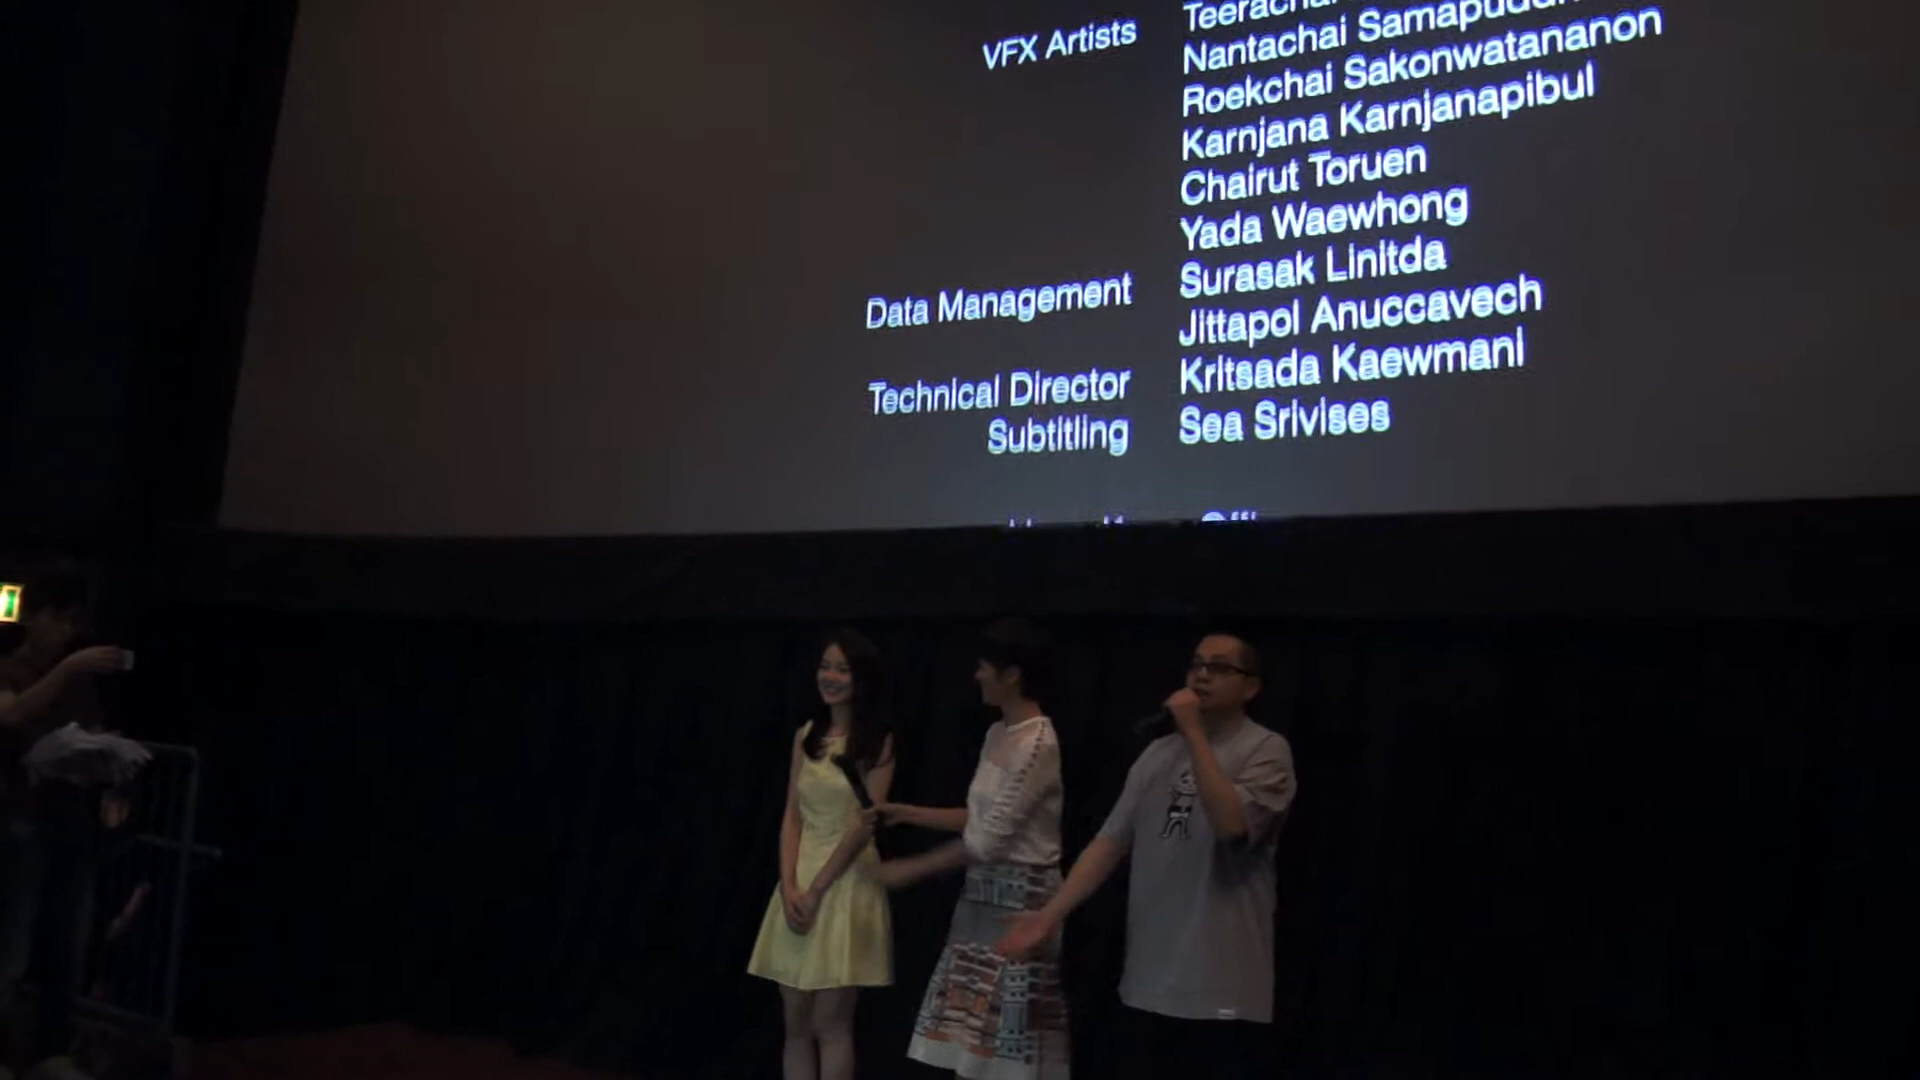 VFX Artists
Nantachai
Roekchai Sakonwatananon
Karnjana Karnjanapibul
Chairut Toruen
Yada Waewhong
Data Management Surasak Linitda
Jittapol Anuccavech
Technical Director Kritsada Kaewmani
Subtitling Sea Srivises